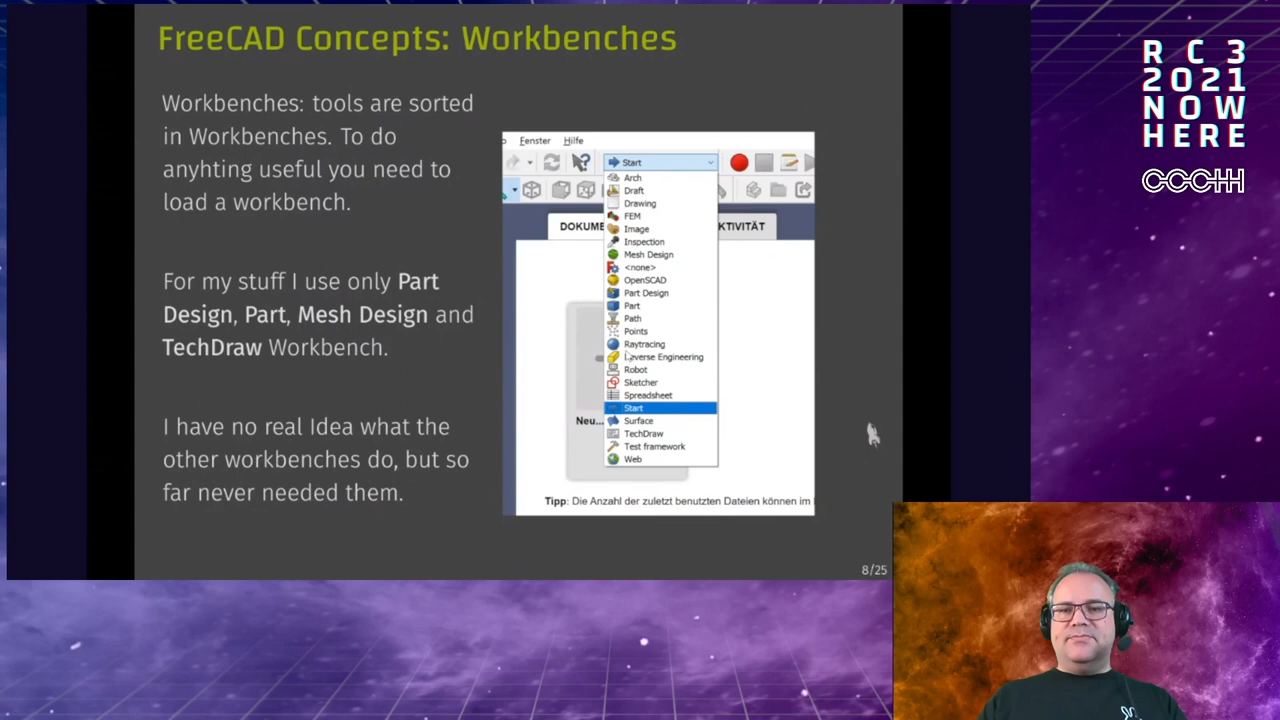 FreeCAD Concepts: Workbenches
Workbenches: tools are sorted
in Workbenches. To do
anyhting useful you need to
load a workbench.
For my stuff I use only Part
Design, Part, Mesh Design and
TechDraw Workbench.
I have no real Idea what the
other workbenches do, but so
far never needed them.
Fenster Hilfe
Start
Arch
Draft
Drawing
FEM
Image
Inspection
Mesh Design
<none>
OpenSCAD
Part Design
Part
Path
Points
Raytracing
Reverse Engineering
Robot
Sketcher
Spreadsheet
Start
Surface
TechDraw
Test framework
Web
DOKUME
KTIVITÄT
Neu...
Tipp: Die Anzahl der zuletzt benutzten Dateien können im
8/25
RC3
2021
NOW
HERE
CCCHH